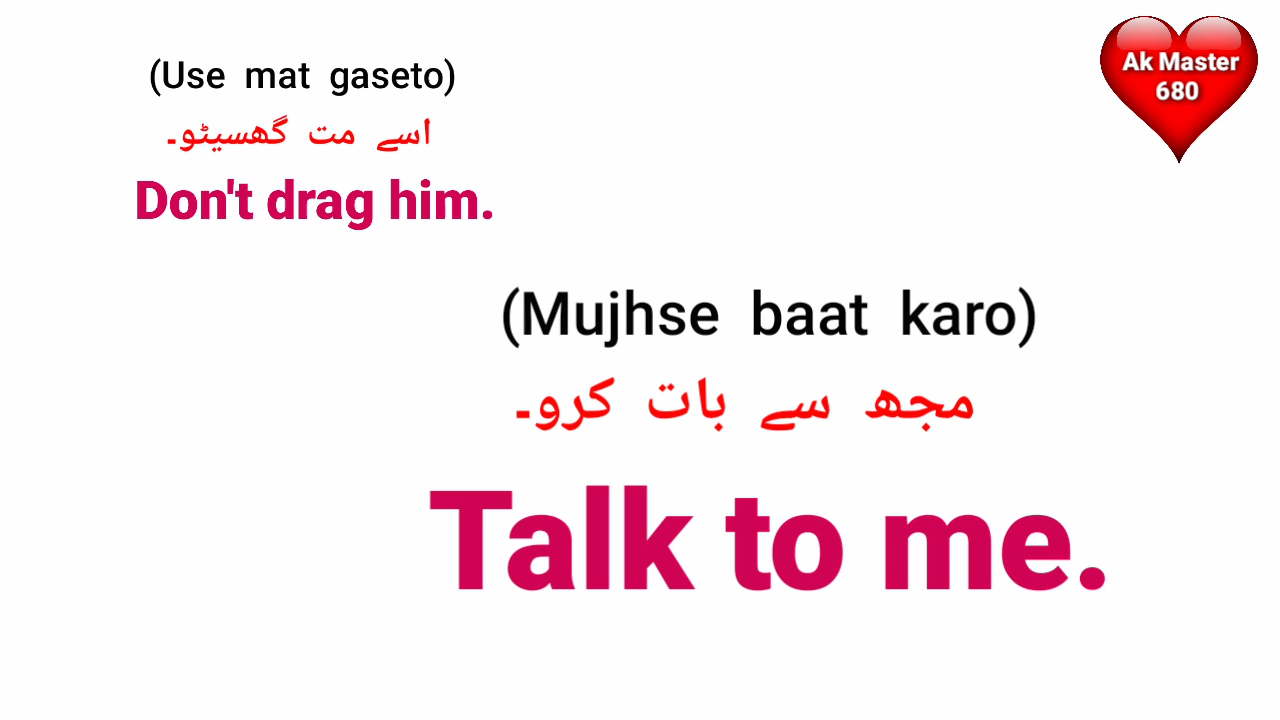 (Use mat gaseto)
اسے مت گھسیٹو۔
Don't drag him.
(Mujhse baat karo)
مجھ سے بات کرو۔
Talk to me.
Ak Master
680